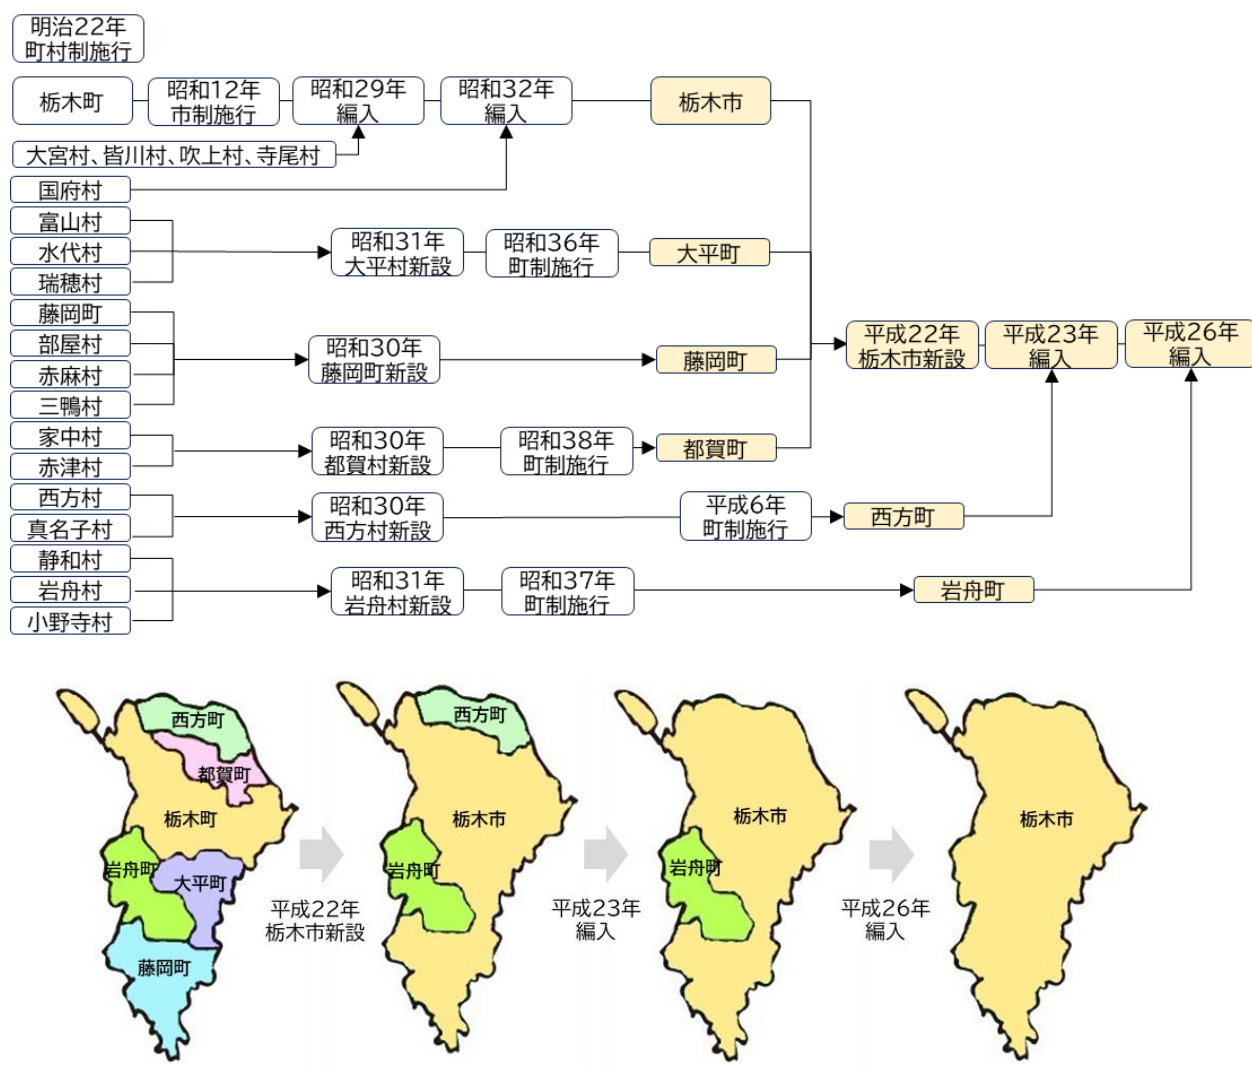 明治22年
町村制施行
栃木町
昭和12年
市制施行
昭和29年
編入
昭和32年
編入
栃木市
大宮村、皆川村、吹上村、寺尾村
国府村
富山村
水代村
瑞穂村
昭和31年
大平村新設
昭和36年
町制施行
大平町
藤岡町
部屋村
赤麻村
三鴨村
昭和30年
藤岡町新設
藤岡町
平成22年
栃木市新設
平成23年
編入
平成26年
編入
家中村
赤津村
昭和30年
都賀村新設
昭和38年
町制施行
都賀町
西方村
真名子村
昭和30年
西方村新設
平成6年
町制施行
西方町
静和村
岩舟村
小野寺村
昭和31年
岩舟村新設
昭和37年
町制施行
岩舟町
西方町
都賀町
栃木町
岩舟町
大平町
藤岡町
平成22年
栃木市新設
西方町
栃木市
岩舟町
平成23年
編入
栃木市
岩舟町
平成26年
編入
栃木市